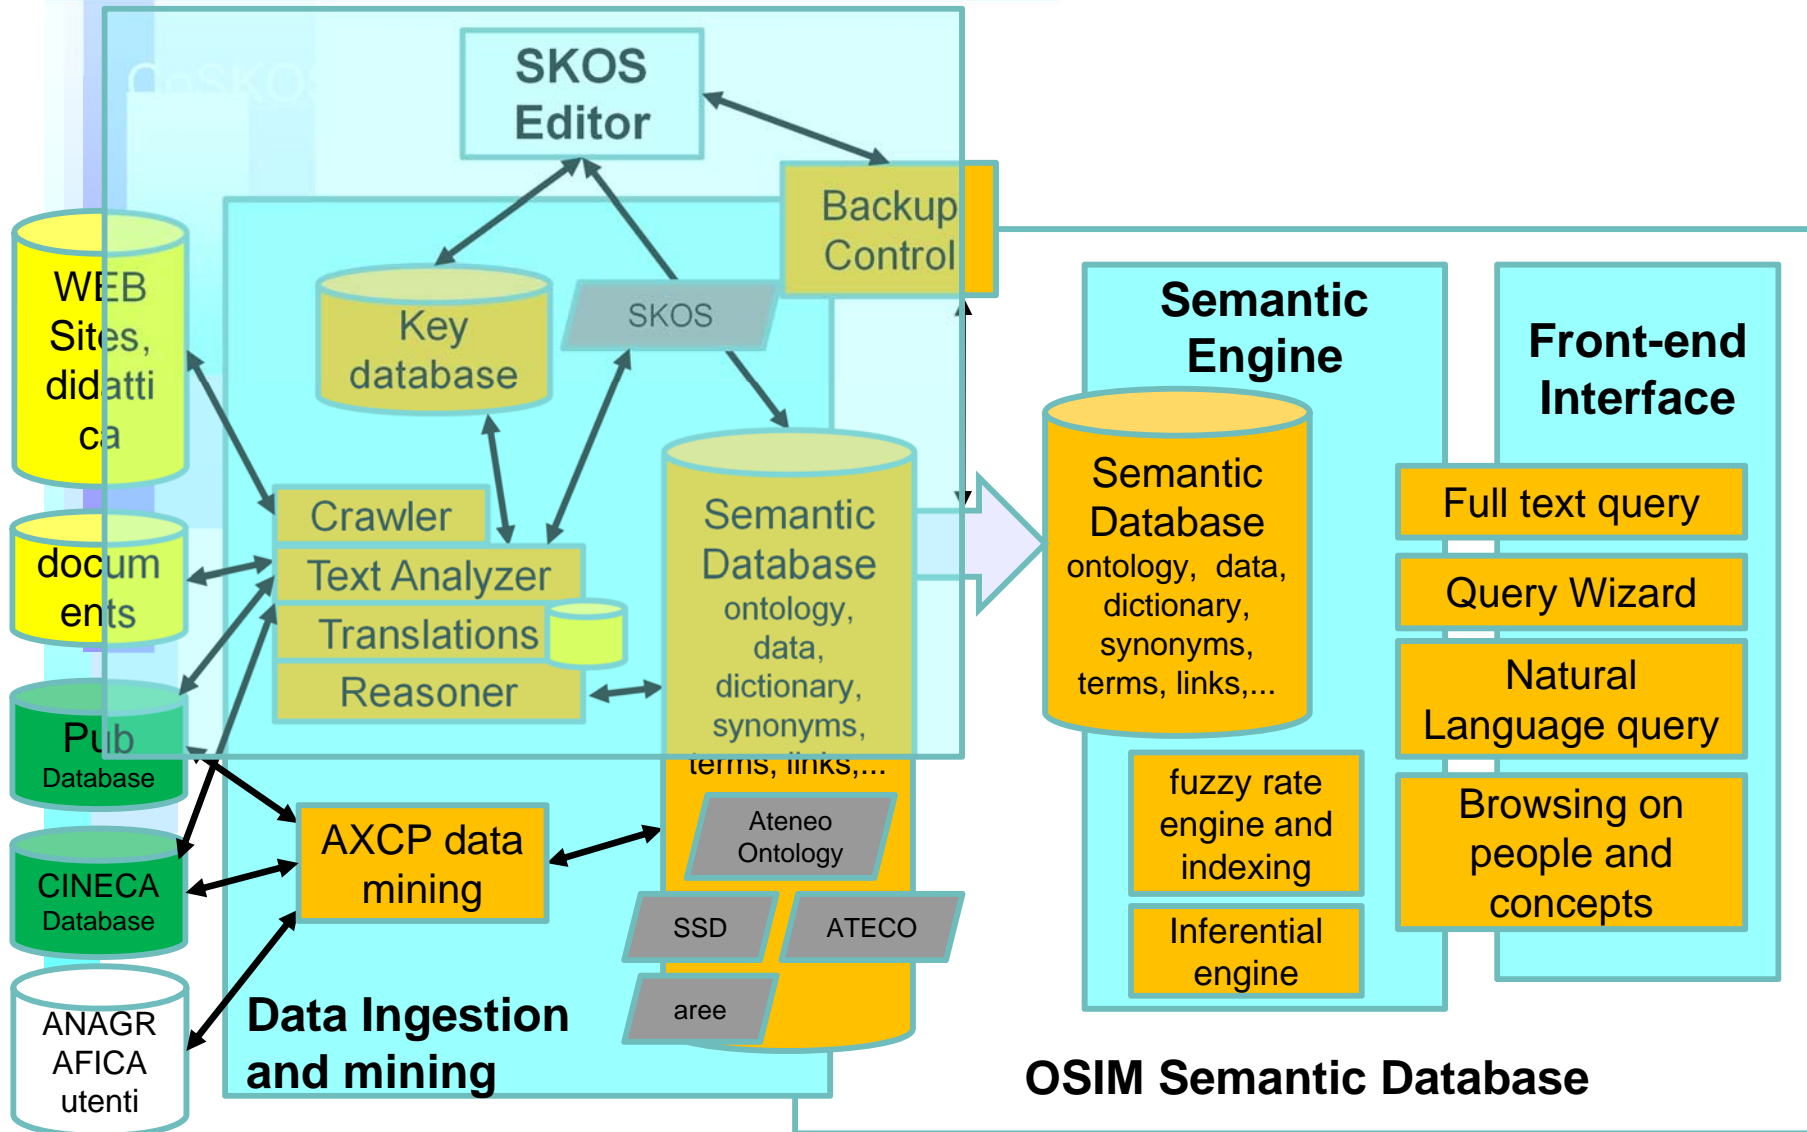 CoSKOS
SKOS
Editor
Backup
Control
WEB
Sites,
didatti
ca
Key
database
SKOS
Crawler
Text Analyzer
Translations
Reasoner
docum
ents
Pub
Database
CINECA
Database
ANAGR
AFICA
utenti
AXCP data
mining
Data Ingestion
and mining
Semantic
Database
ontology,
data,
dictionary,
synonyms,
terms, links,...
Ateneo
Ontology
SSD
ATECO
aree
Semantic
Engine
Semantic
Database
ontology, data,
dictionary,
synonyms,
terms, links,...
fuzzy rate
engine and
indexing
Inferential
engine
Front-end
Interface
Full text query
Query Wizard
Natural
Language query
Browsing on
people and
concepts
OSIM Semantic Database